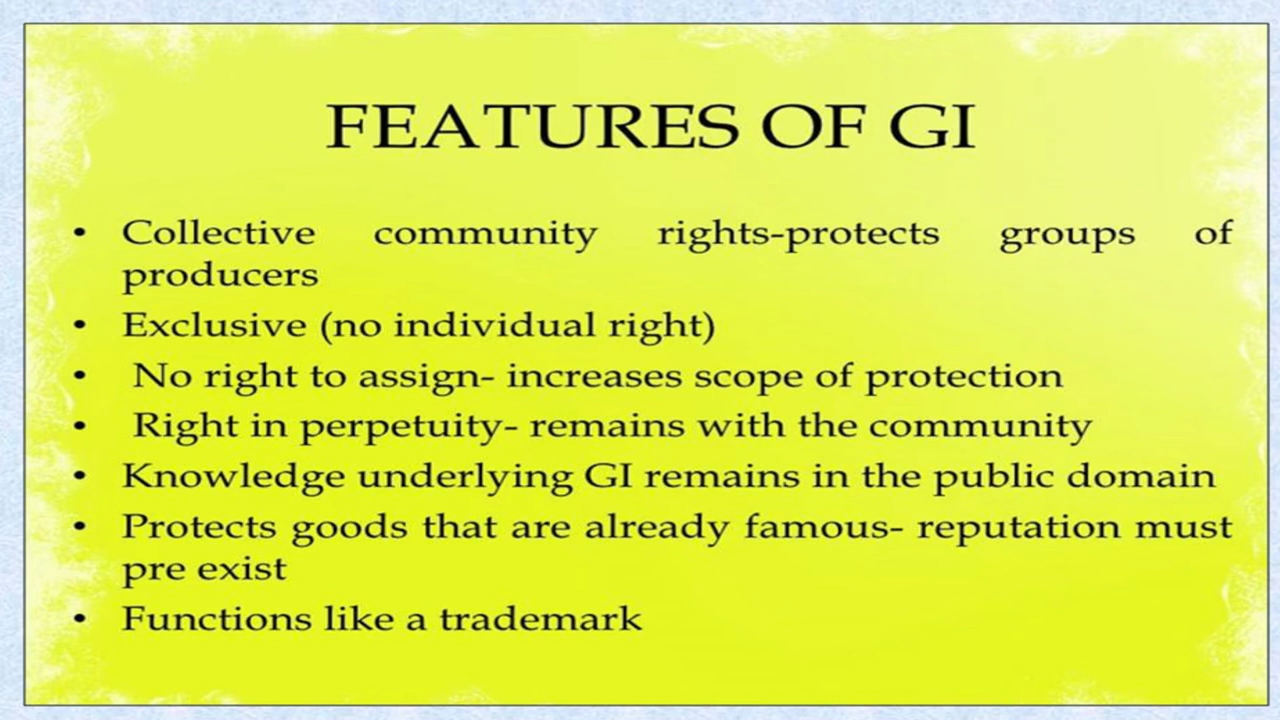 FEATURES OF GI
• Collective community rights-protects groups of
producers
• Exclusive (no individual right)
• No right to assign- increases scope of protection
• Right in perpetuity- remains with the community
• Knowledge underlying GI remains in the public domain
• Protects goods that are already famous- reputation must
pre exist
• Functions like a trademark